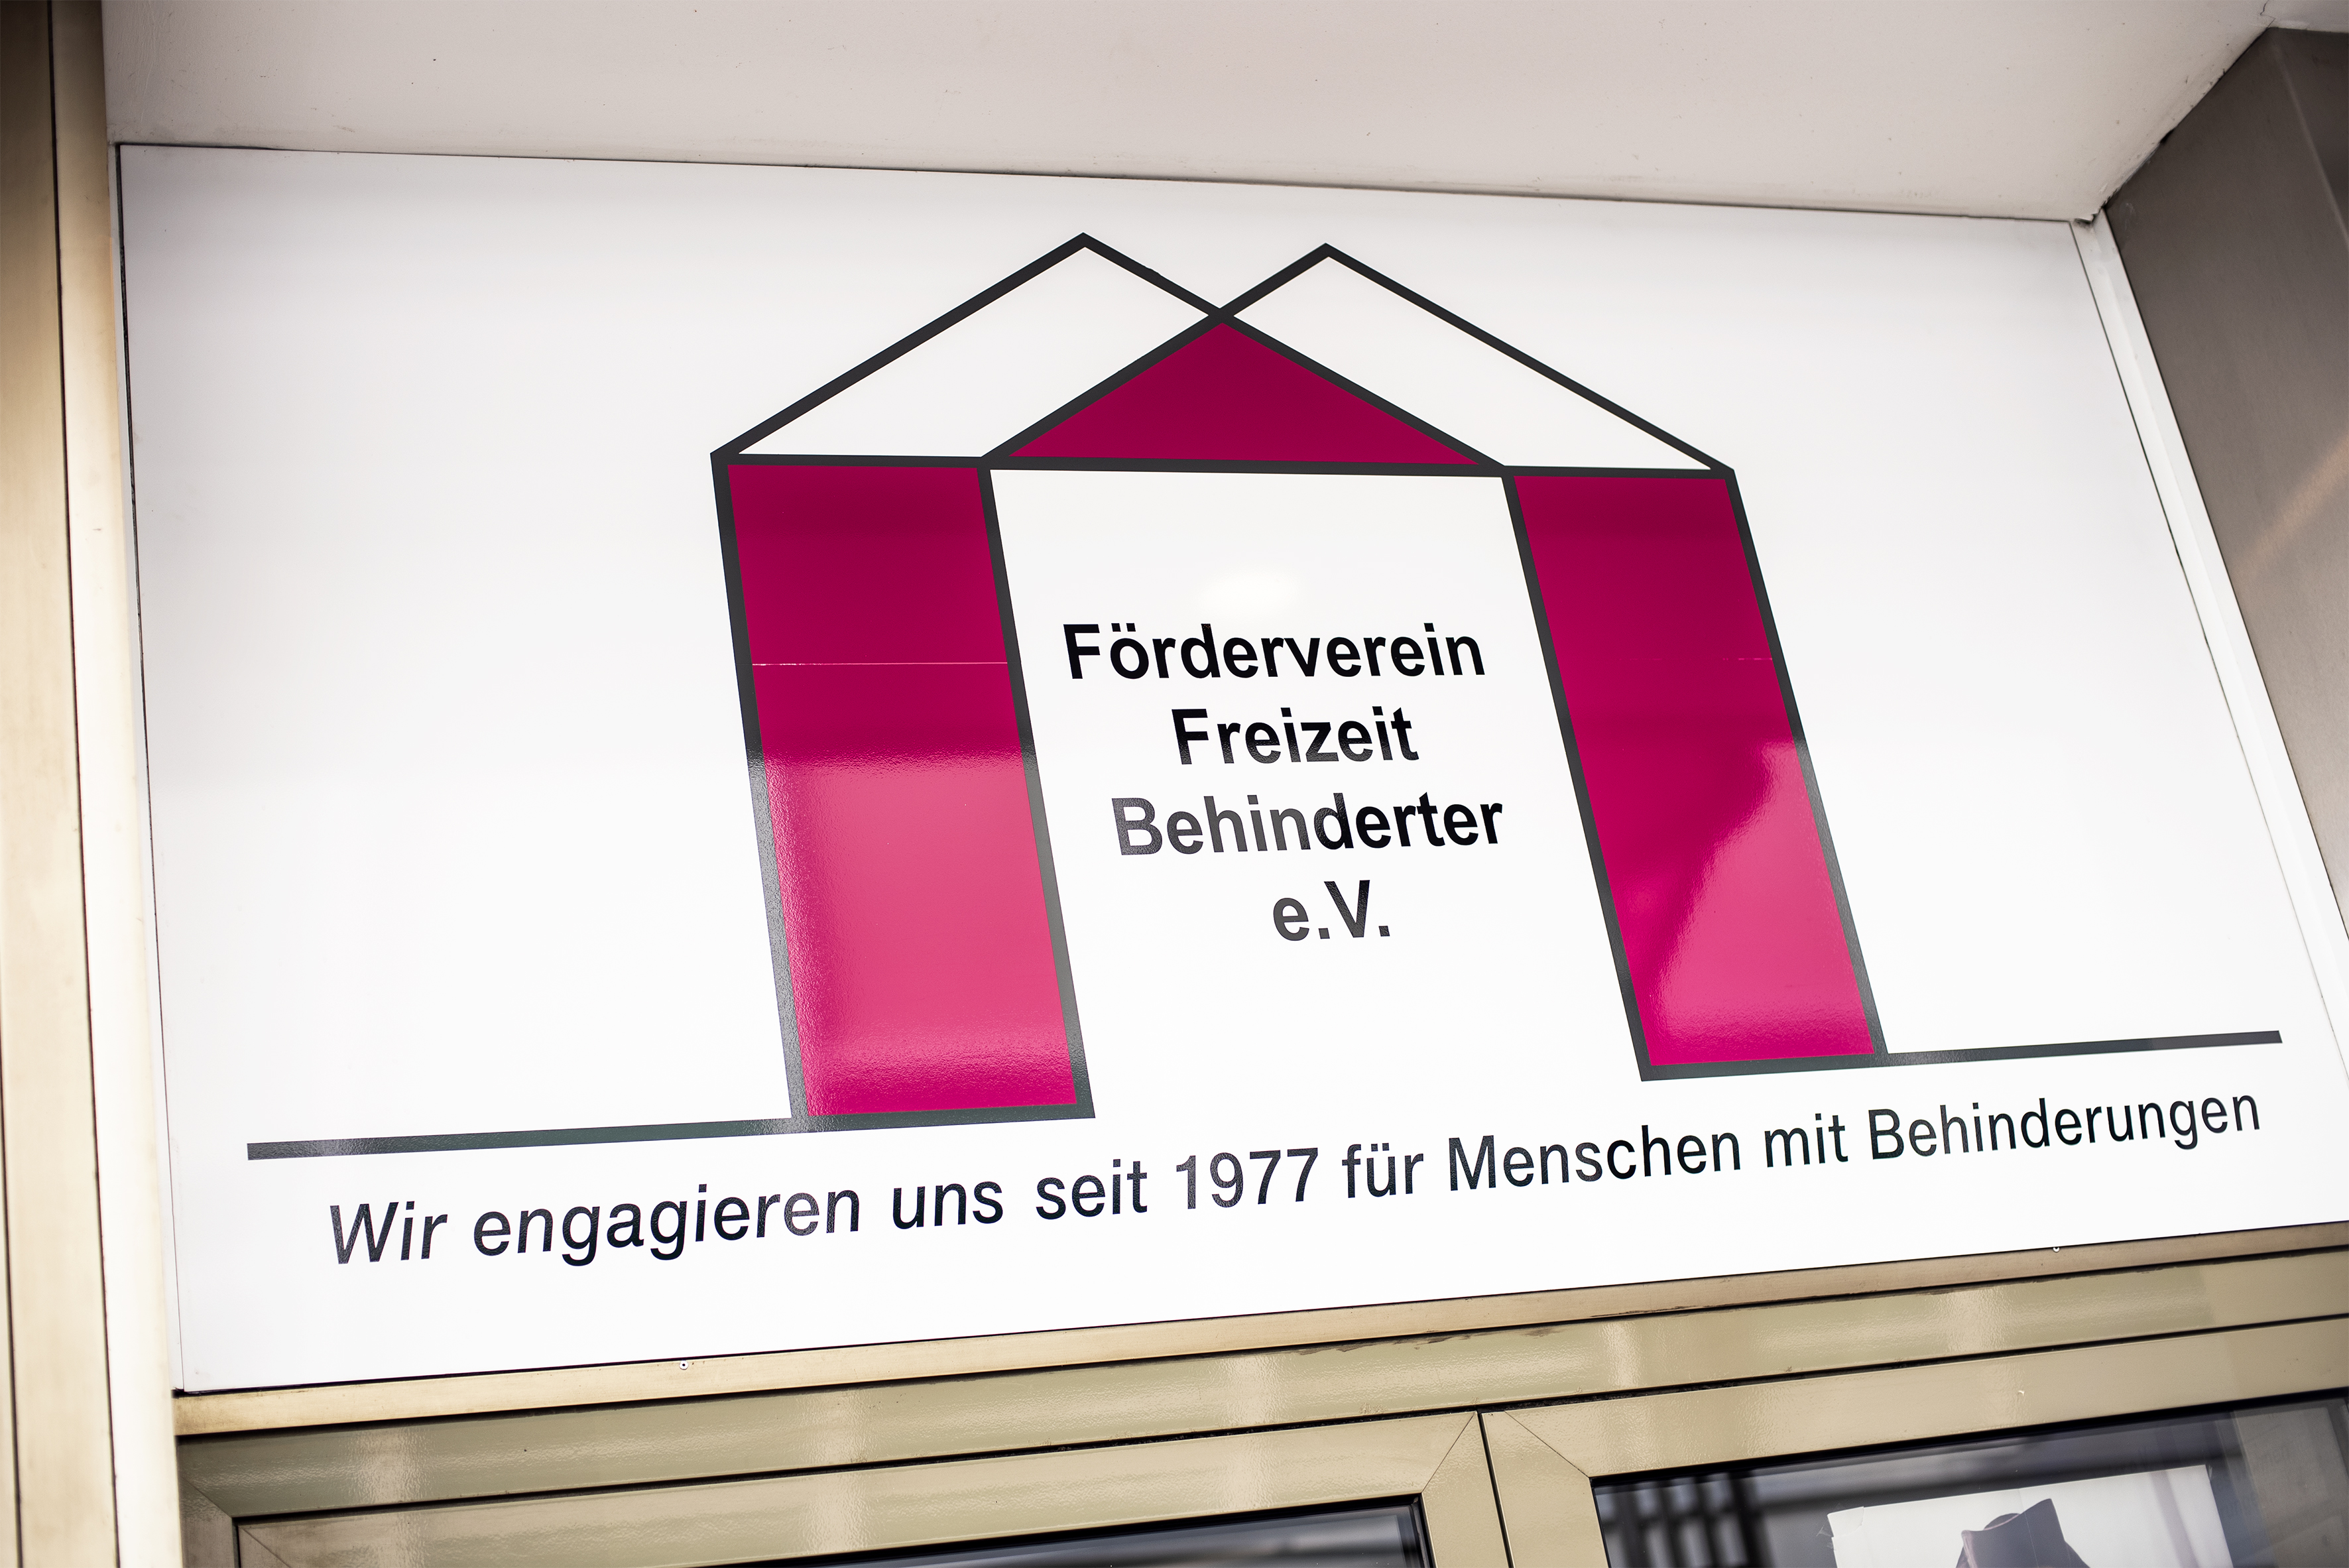 Förderverein
Freizeit
Behinderter
e.V.
Wir engagieren uns seit 1977 für Menschen mit Behinderungen